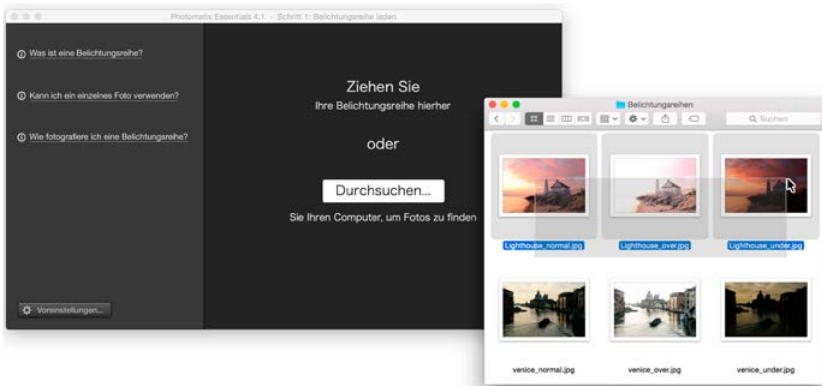 Photomatix Essentials 4.1 - Schritt 1: Belichtungsreihe laden
Was ist eine Belichtungsreihe?
Kann ich ein einzelnes Foto verwenden?
Wie fotografiere ich eine Belichtungsreihe?
Voreinstellungen...
Ziehen Sie
Ihre Belichtungsreihe hierher
oder
Durchsuchen...
Sie Ihren Computer, um Fotos zu finden
Belichtungsreihen
Suchen
Lighthouse_normal.jpg
Lighthouse_over.jpg
Lighthouse_under.jpg
venice_normal.jpg
venice_over.jpg
venice_under.jpg